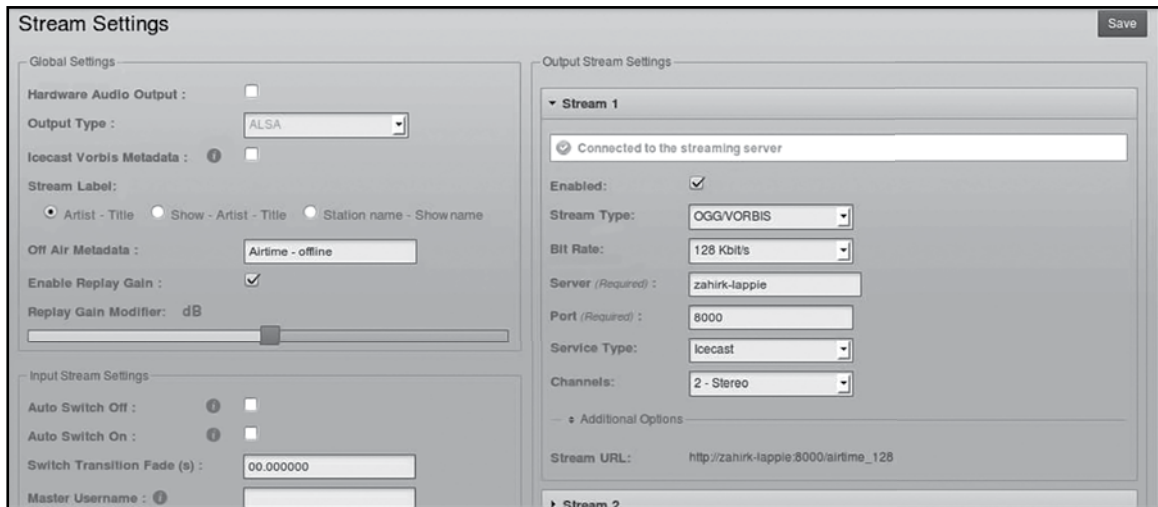 Stream Settings
Save
Global Settings
Hardware Audio Output :
Output Type :
ALSA
Icecast Vorbis Metadata :
Stream Label:
Artist - Title
Show - Artist - Title
Station name - Show name
Off Air Metadata :
Airtime - offline
Enable Replay Gain :
Replay Gain Modifier: dB
Input Stream Settings
Auto Switch Off :
Auto Switch On :
Switch Transition Fade (s) :
00.000000
Master Username :
Output Stream Settings
Stream 1
Connected to the streaming server
Enabled:
Stream Type:
OGG/VORBIS
Bit Rate:
128 Kbit/s
Server (Required) :
zahirk-lappie
Port (Required) :
8000
Service Type:
Icecast
Channels:
2 - Stereo
Additional Options
Stream URL:
http://zahirk-lappie:8000/airtime_128
Stream 2